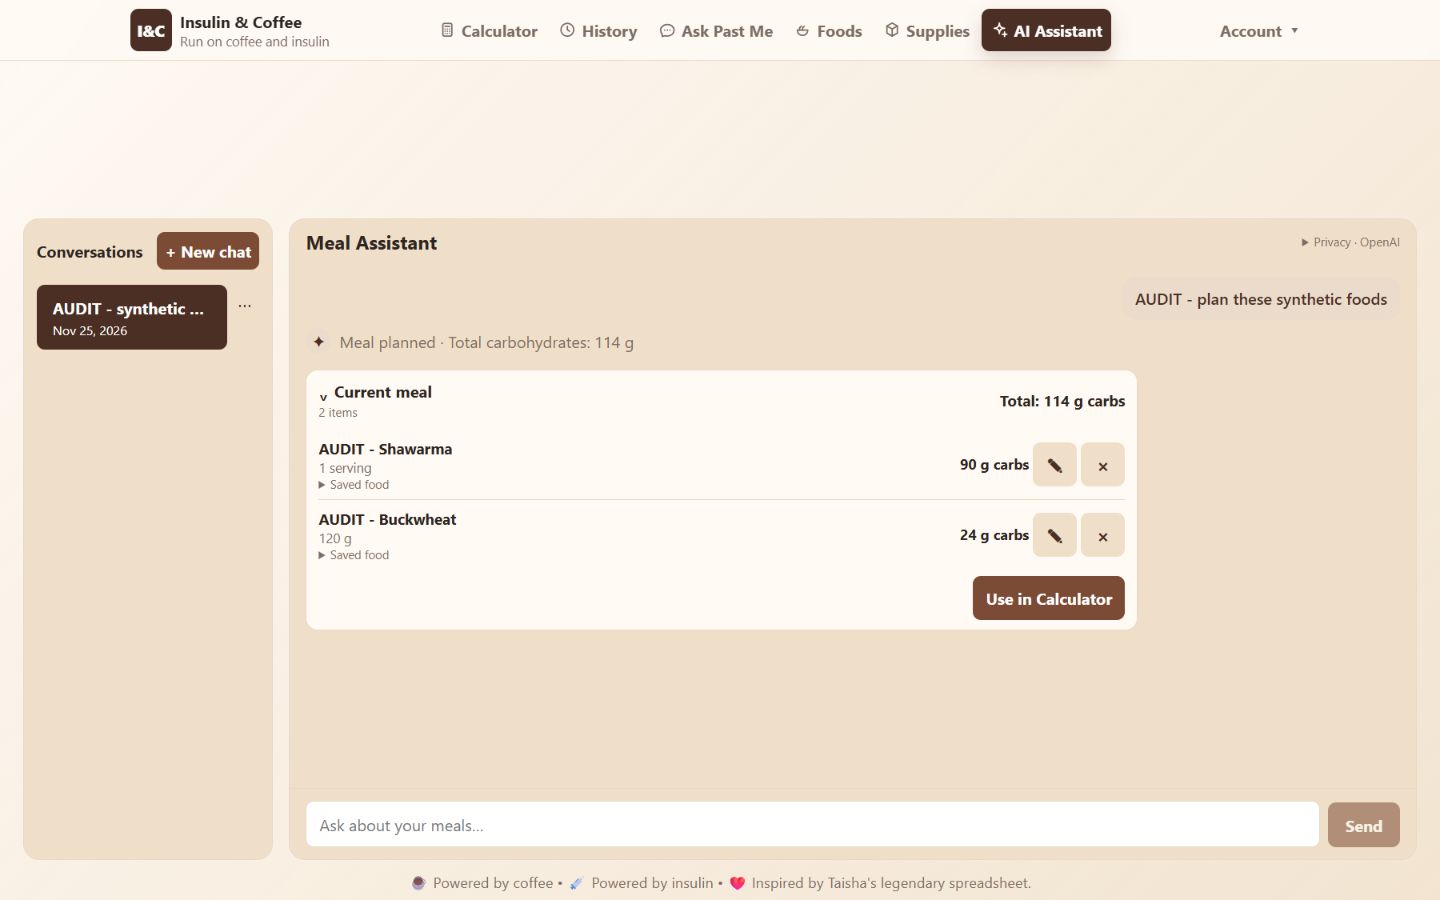 I&C
Insulin & Coffee
Run on coffee and insulin
Calculator
History
Ask Past Me
Foods
Supplies
AI Assistant
Account
Conversations
+ New chat
AUDIT - synthetic ...
Nov 25, 2026
...
Meal Assistant
Privacy · OpenAI
AUDIT - plan these synthetic foods
Meal planned · Total carbohydrates: 114 g
v Current meal
2 items
Total: 114 g carbs
AUDIT - Shawarma
1 serving
Saved food
90 g carbs
×
AUDIT - Buckwheat
120 g
Saved food
24 g carbs
×
Use in Calculator
Ask about your meals...
Send
Powered by coffee • Powered by insulin • Inspired by Taisha's legendary spreadsheet.